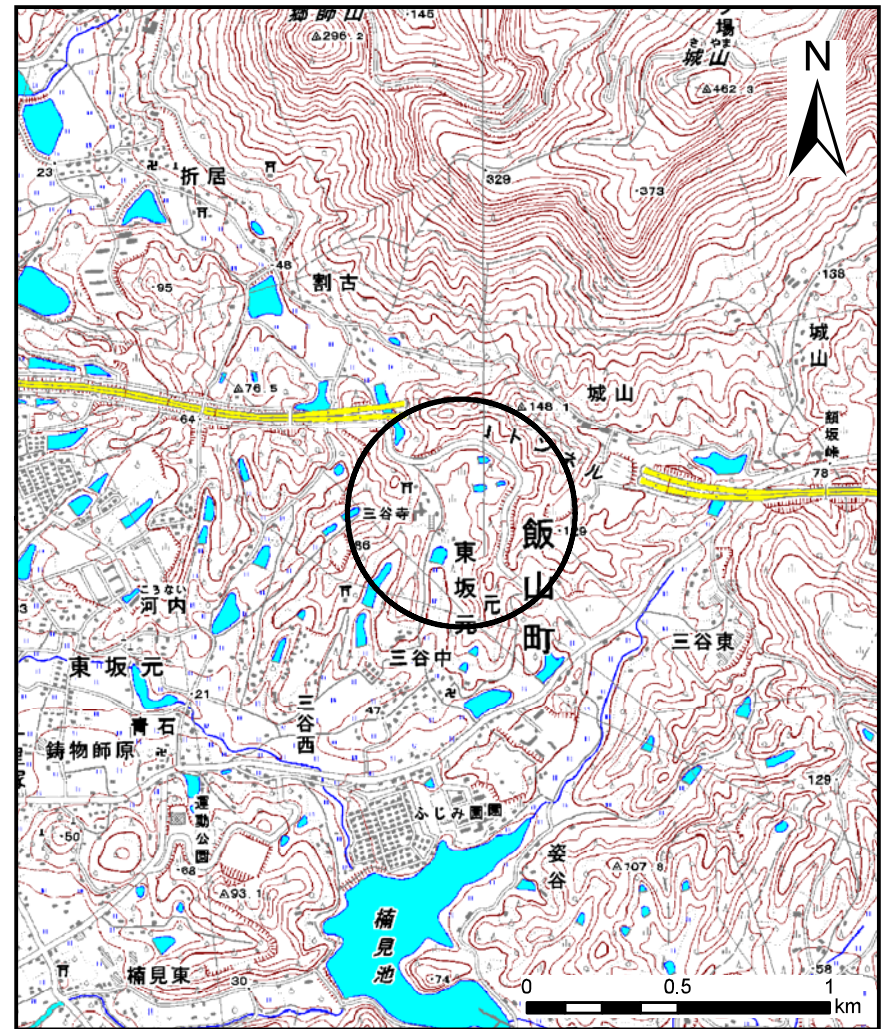 獅師山
145
296.2
場
きやま
城山
462.3
N
23
折居
329
373
48
割古
95
138
城山
76.5
城山
148.1
64
トンネル
額坂峠
78
三谷寺
飯山町
129
86
東坂元
元
ころない
河内
三谷中
三谷東
東坂元
21
三谷西
47
青石
鋳物師原
129
運動公園
ふじみ園團
50
68
93.1
姿谷
107.8
楠見池
楠見東
30
74
58
0
0.5
1
km